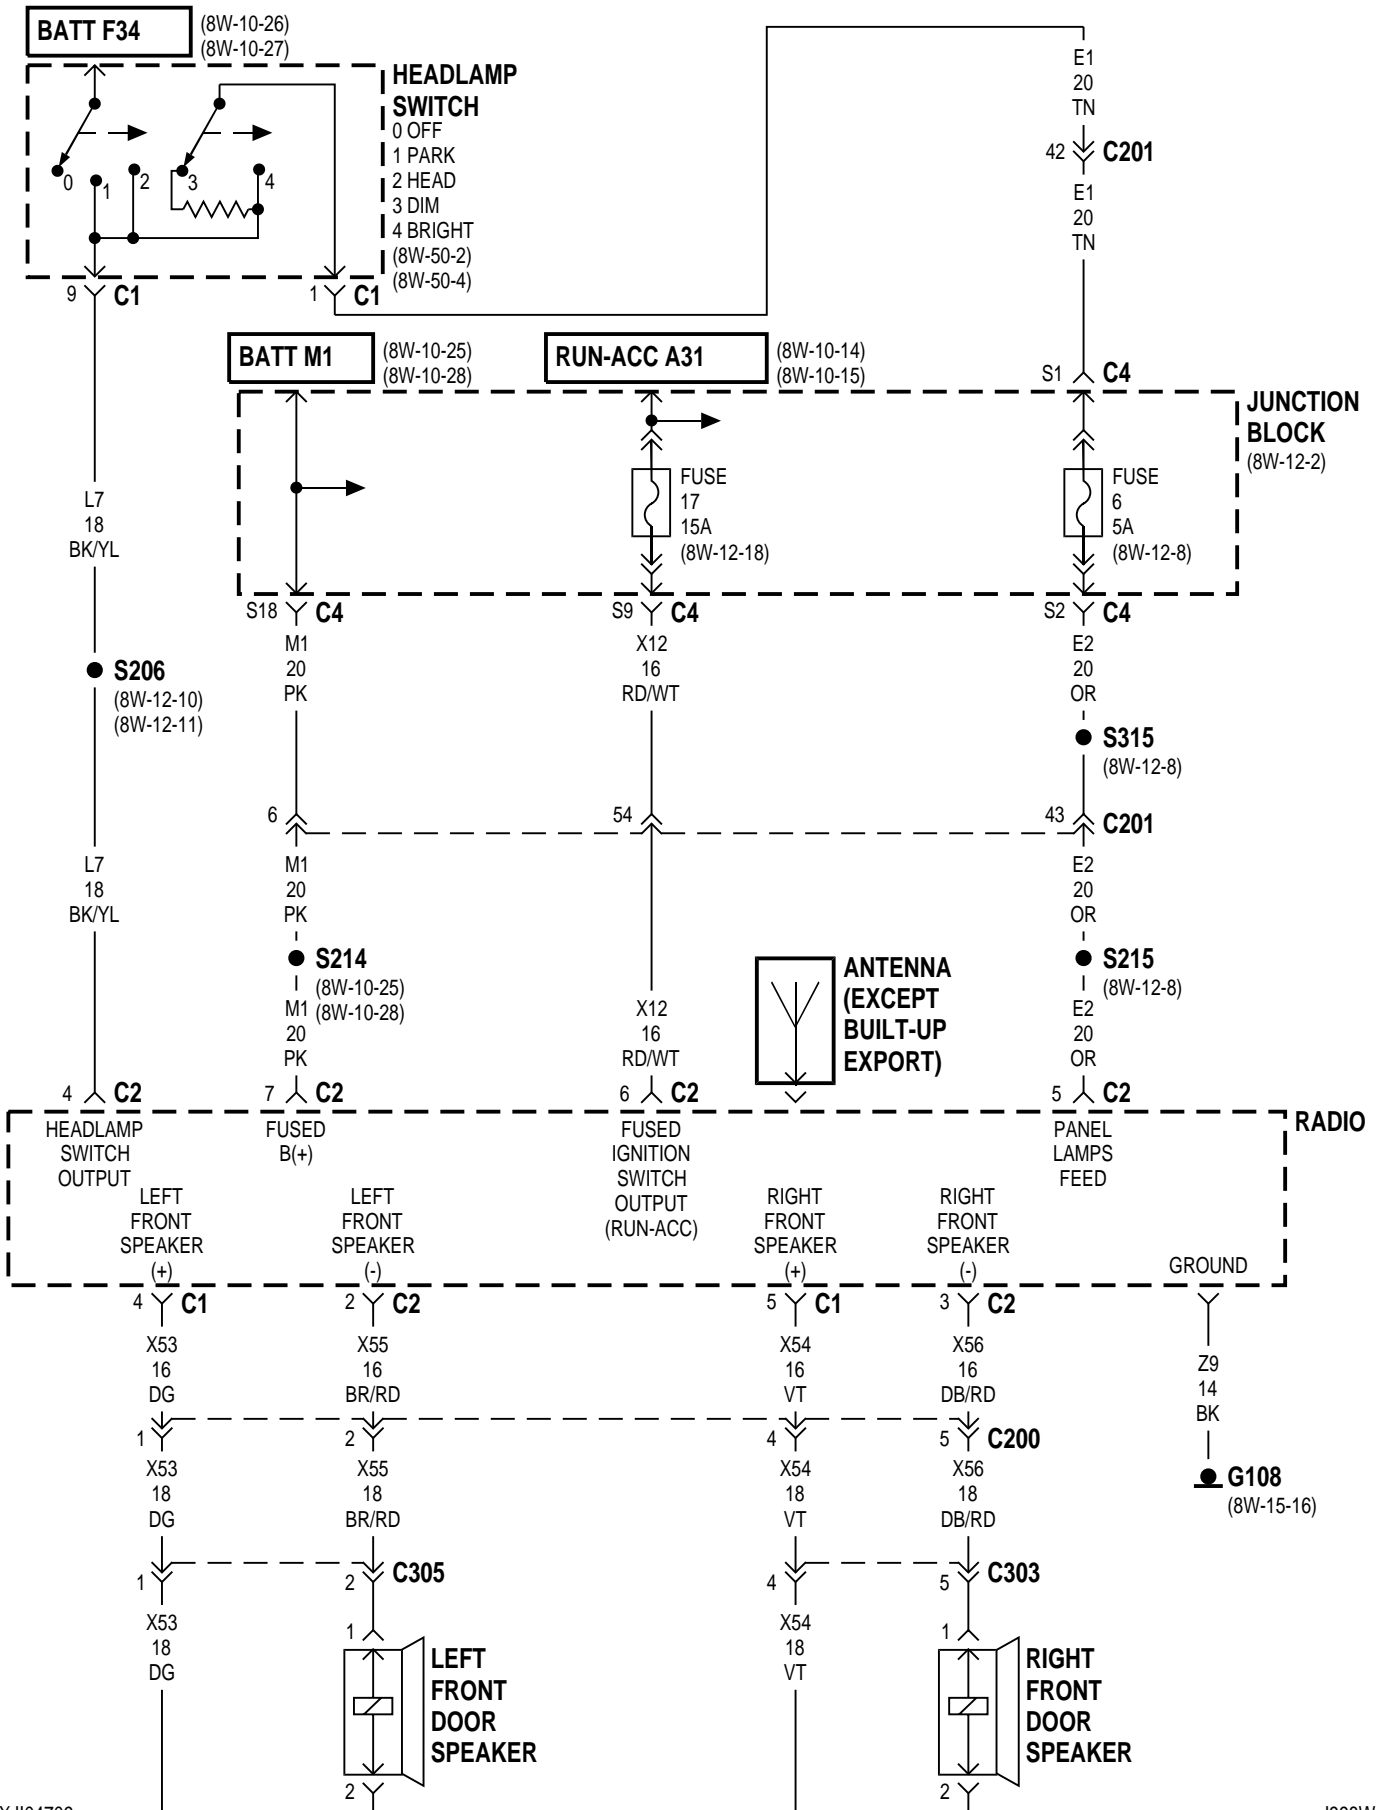 BATT F34
(8W-10-26)
(8W-10-27)
HEADLAMP
SWITCH
0 OFF
1 PARK
2 HEAD
3 DIM
4 BRIGHT
(8W-50-2)
(8W-50-4)
0
1
2
3
4
9
C1
1
C1
E1
20
TN
42
C201
E1
20
TN
BATT M1
(8W-10-25)
(8W-10-28)
RUN-ACC A31
(8W-10-14)
(8W-10-15)
S1
C4
JUNCTION
BLOCK
(8W-12-2)
FUSE
17
15A
(8W-12-18)
FUSE
6
5A
(8W-12-8)
L7
18
BK/YL
S18
C4
S9
C4
S2
C4
M1
20
PK
X12
16
RD/WT
E2
20
OR
S206
(8W-12-10)
(8W-12-11)
S315
(8W-12-8)
6
54
43
C201
L7
18
BK/YL
M1
20
PK
E2
20
OR
S214
(8W-10-25)
(8W-10-28)
S215
(8W-12-8)
ANTENNA
(EXCEPT
BUILT-UP
EXPORT)
M1
20
PK
X12
16
RD/WT
E2
20
OR
4
C2
7
C2
6
C2
5
C2
RADIO
HEADLAMP
SWITCH
OUTPUT
FUSED
B(+)
FUSED
IGNITION
SWITCH
OUTPUT
(RUN-ACC)
PANEL
LAMPS
FEED
LEFT
FRONT
SPEAKER
(+)
LEFT
FRONT
SPEAKER
(-)
RIGHT
FRONT
SPEAKER
(+)
RIGHT
FRONT
SPEAKER
(-)
GROUND
4
C1
2
C2
5
C1
3
C2
X53
16
DG
X55
16
BR/RD
X54
16
VT
X56
16
DB/RD
Z9
14
BK
1
2
4
5
C200
X53
18
DG
X55
18
BR/RD
X54
18
VT
X56
18
DB/RD
G108
(8W-15-16)
1
2
C305
4
5
C303
X53
18
DG
1
LEFT
FRONT
DOOR
SPEAKER
2
X54
18
VT
1
RIGHT
FRONT
DOOR
SPEAKER
2